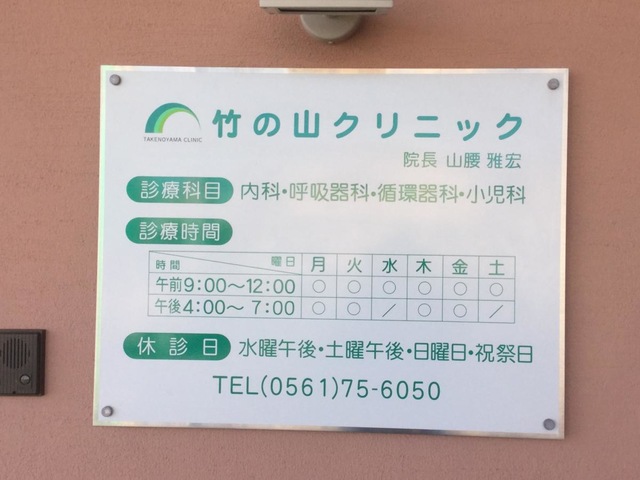 竹の山クリニック
TAKENOYAMA CLINIC
院長 山腰 雅宏
診療科目 内科・呼吸器科・循環器科・小児科
診療時間
時間 曜日 月 火 水 木 金 土
午前 9:00〜12:00 ○ ○ ○ ○ ○ ○
午後 4:00〜 7:00 ○ ○ ／ ○ ○ ／
休診日 水曜午後・土曜午後・日曜日・祝祭日
TEL(0561)75-6050